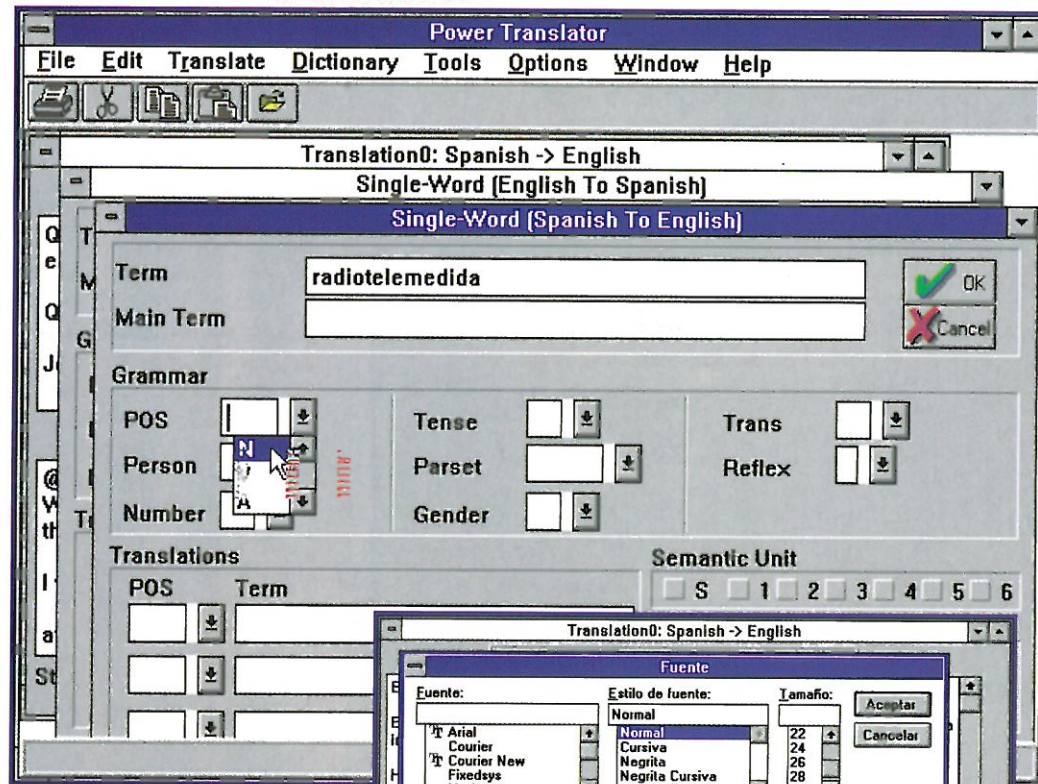 Power Translator
File Edit Translate Dictionary Tools Options Window Help
Translation0: Spanish -> English
Single-Word (English To Spanish)
Single-Word (Spanish To English)
Term radiotelemedida OK
Main Term Cancel
Grammar
POS Tense Trans
N
Person Parset Reflex
A
Number Gender
Translations Semantic Unit
POS Term S 1 2 3 4 5 6
Translation0: Spanish -> English
Fuente
Fuente: Estilo de fuente: Tamaño: Aceptar
Normal
Arial Normal 22 Cancelar
Courier Cursiva 24
Courier New Negrita 26
Fixedsys Negrita Cursiva 28